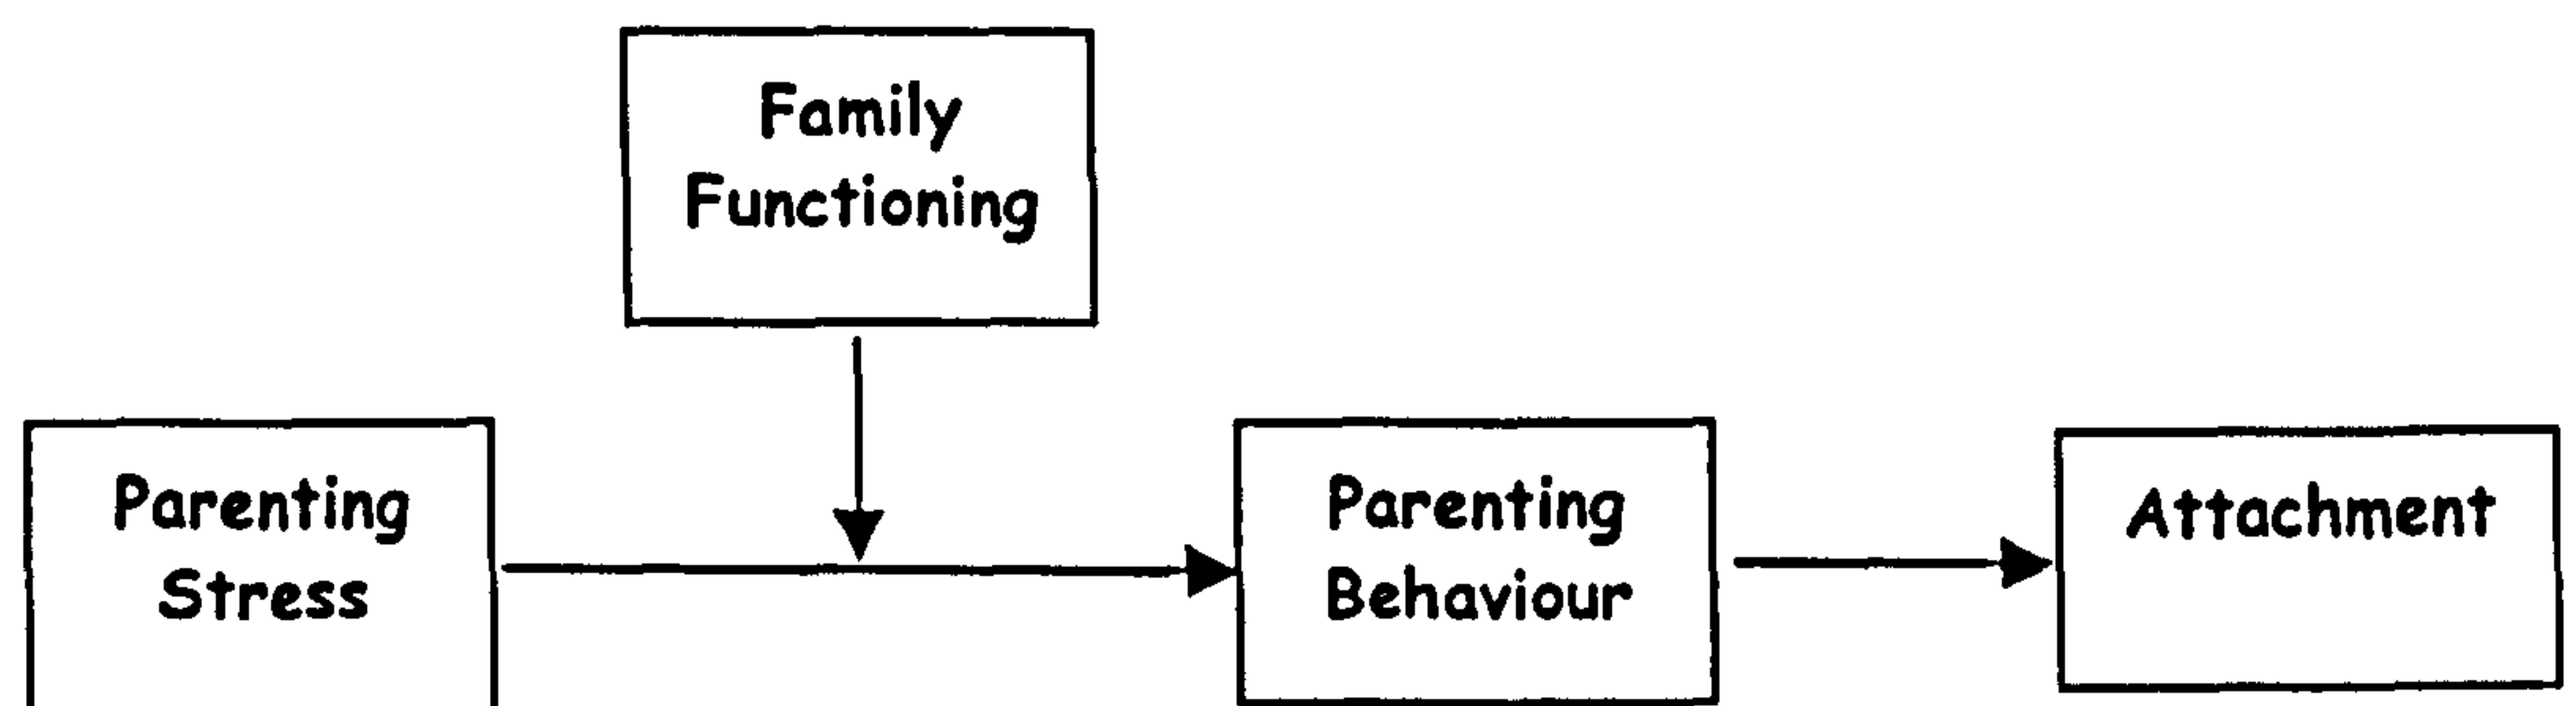 Family
Functioning
Parenting
Stress
Parenting
Behaviour
Attachment